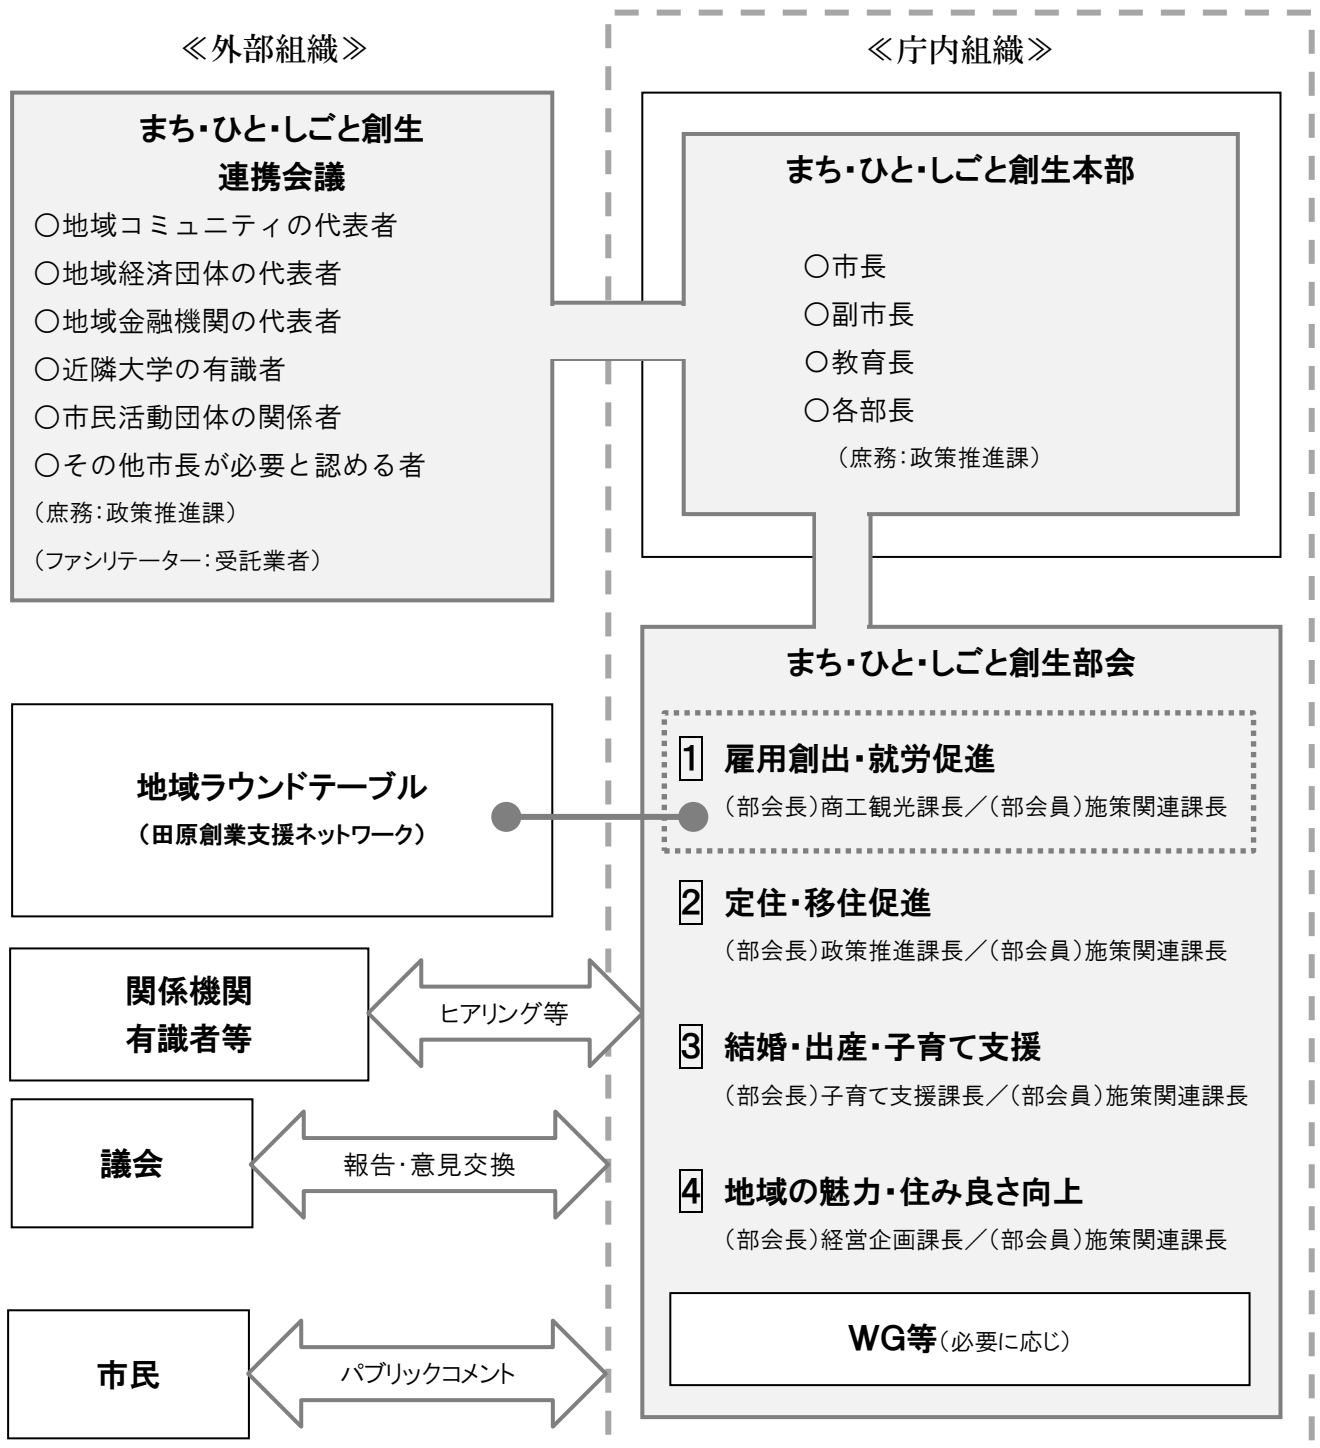 ≪外部組織≫
まち・ひと・しごと創生
連携会議
〇地域コミュニティの代表者
〇地域経済団体の代表者
〇地域金融機関の代表者
〇近隣大学の有識者
〇市民活動団体の関係者
〇その他市長が必要と認める者
（庶務：政策推進課）
（ファシリテーター：受託業者）
≪庁内組織≫
まち・ひと・しごと創生本部
〇市長
〇副市長
〇教育長
〇各部長
（庶務：政策推進課）
まち・ひと・しごと創生部会
1 雇用創出・就労促進
（部会長）商工観光課長／（部会員）施策関連課長
2 定住・移住促進
（部会長）政策推進課長／（部会員）施策関連課長
3 結婚・出産・子育て支援
（部会長）子育て支援課長／（部会員）施策関連課長
4 地域の魅力・住み良さ向上
（部会長）経営企画課長／（部会員）施策関連課長
WG等（必要に応じ）
地域ラウンドテーブル
（田原創業支援ネットワーク）
関係機関
有識者等
ヒアリング等
議会
報告・意見交換
市民
パブリックコメント